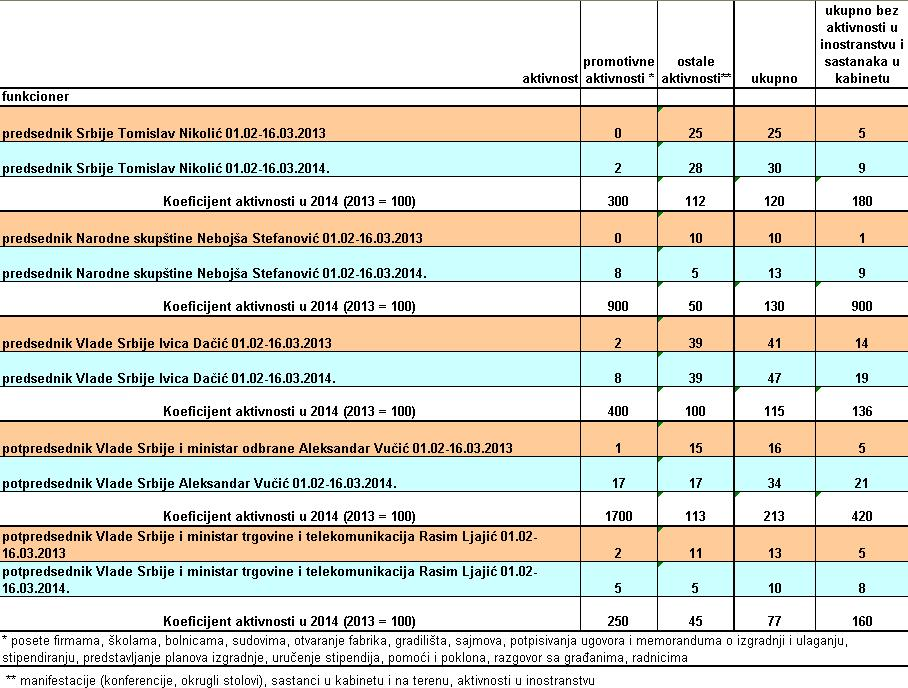 aktivnost promotivne aktivnosti * ostale aktivnosti** ukupno ukupno bez aktivnosti u inostranstvu i sastanaka u kabinetu
funkcioner
predsednik Srbije Tomislav Nikolić 01.02-16.03.2013 0 25 25 5
predsednik Srbije Tomislav Nikolić 01.02-16.03.2014. 2 28 30 9
Koeficijent aktivnosti u 2014 (2013 = 100) 300 112 120 180
predsednik Narodne skupštine Nebojša Stefanović 01.02-16.03.2013 0 10 10 1
predsednik Narodne skupštine Nebojša Stefanović 01.02-16.03.2014. 8 5 13 9
Koeficijent aktivnosti u 2014 (2013 = 100) 900 50 130 900
predsednik Vlade Srbije Ivica Dačić 01.02-16.03.2013 2 39 41 14
predsednik Vlade Srbije Ivica Dačić 01.02-16.03.2014. 8 39 47 19
Koeficijent aktivnosti u 2014 (2013 = 100) 400 100 115 136
potpredsednik Vlade Srbije i ministar odbrane Aleksandar Vučić 01.02-16.03.2013 1 15 16 5
potpredsednik Vlade Srbije Aleksandar Vučić 01.02-16.03.2014. 17 17 34 21
Koeficijent aktivnosti u 2014 (2013 = 100) 1700 113 213 420
potpredsednik Vlade Srbije i ministar trgovine i telekomunikacija Rasim Ljajić 01.02-
16.03.2013 2 11 13 5
potpredsednik Vlade Srbije i ministar trgovine i telekomunikacija Rasim Ljajić 01.02-
16.03.2014. 5 5 10 8
Koeficijent aktivnosti u 2014 (2013 = 100) 250 45 77 160
* posete firmama, školama, bolnicama, sudovima, otvaranje fabrika, gradilišta, sajmova, potpisivanja ugovora i memoranduma o izgradnji i ulaganju,
stipendiranju, predstavljanje planova izgradnje, uručenje stipendija, pomoći i poklona, razgovor sa građanima, radnicima
** manifestacije (konferencije, okrugli stolovi), sastanci u kabinetu i na terenu, aktivnosti u inostranstvu